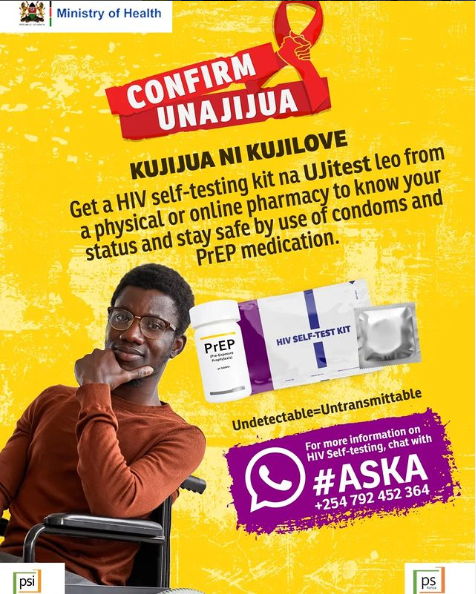 Ministry of Health
CONFIRM
UNAJIJUA
KUJIJUA NI KUJILOVE
Get a HIV self-testing kit na UJitest leo from
a physical or online pharmacy to know your
status and stay safe by use of condoms and
PrEP medication.
PrEP
HIV SELF-TEST KIT
Undetectable=Untransmittable
For more information on
HIV Self-testing, chat with
#ASKA
+254 792 452 364
psi
ps